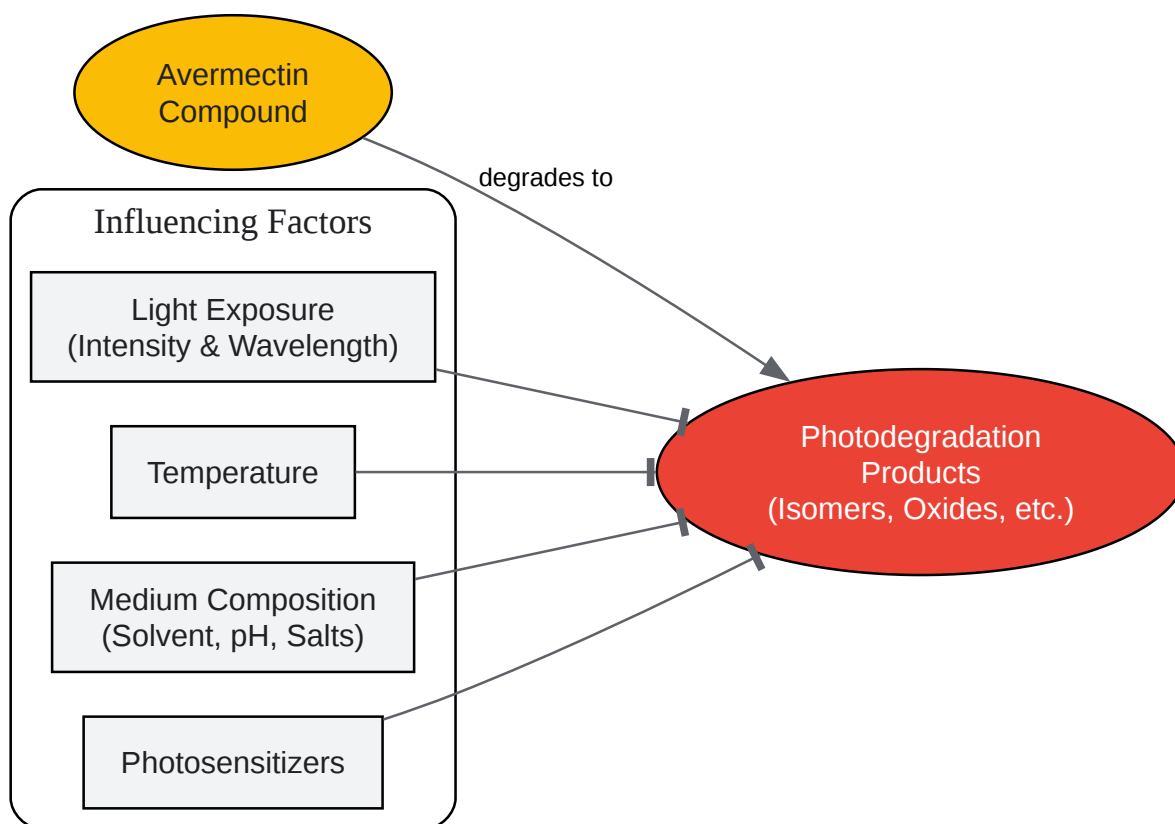 Avermectin
Compound
degrades to
Influencing Factors
Light Exposure
(Intensity & Wavelength)
Temperature
Medium Composition
(Solvent, pH, Salts)
Photosensitizers
Photodegradation
Products
(Isomers, Oxides, etc.)